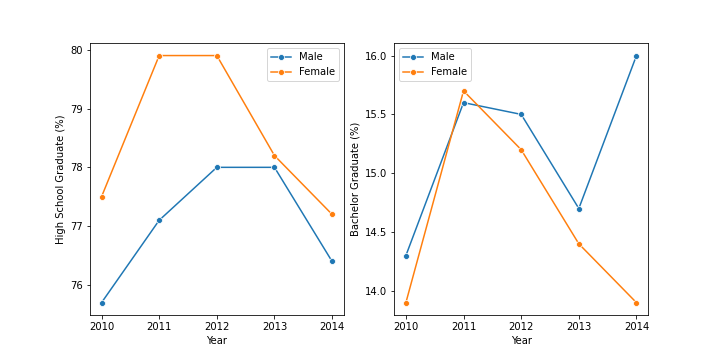 High School Graduate (%)
80
79
78
77
76
2010 2011 2012 2013 2014
Year
Male
Female
Bachelor Graduate (%)
16.0
15.5
15.0
14.5
14.0
2010 2011 2012 2013 2014
Year
Male
Female